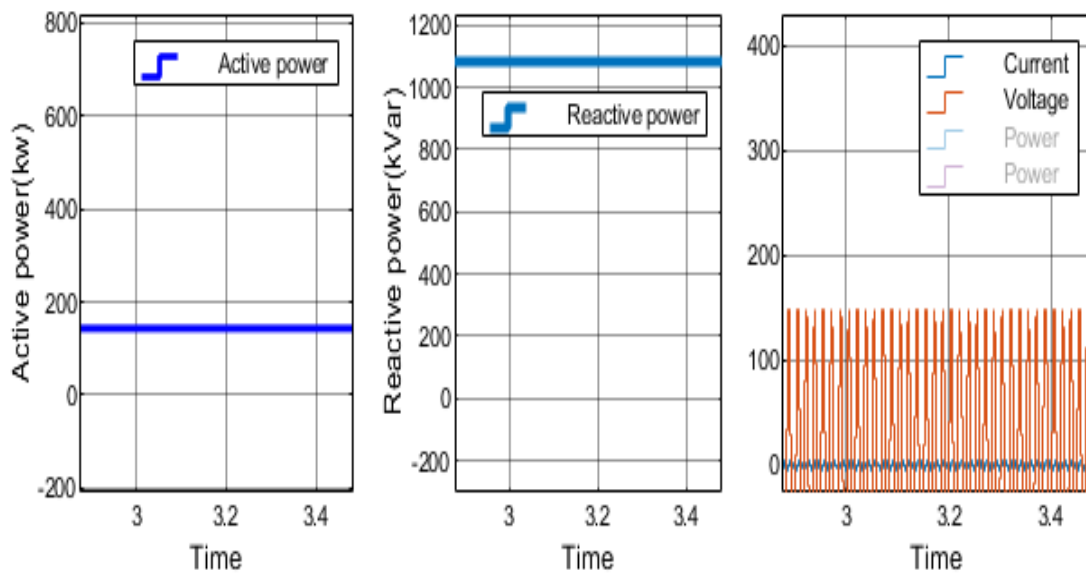 800
600
400
200
0
-200
3
3.2
3.4
Time
Active power(kw)
Active power
1200
1000
800
600
400
200
0
-200
3
3.2
3.4
Time
Reactive power(kVar)
Reactive power
400
300
200
100
0
3
3.2
3.4
Time
Current
Voltage
Power
Power